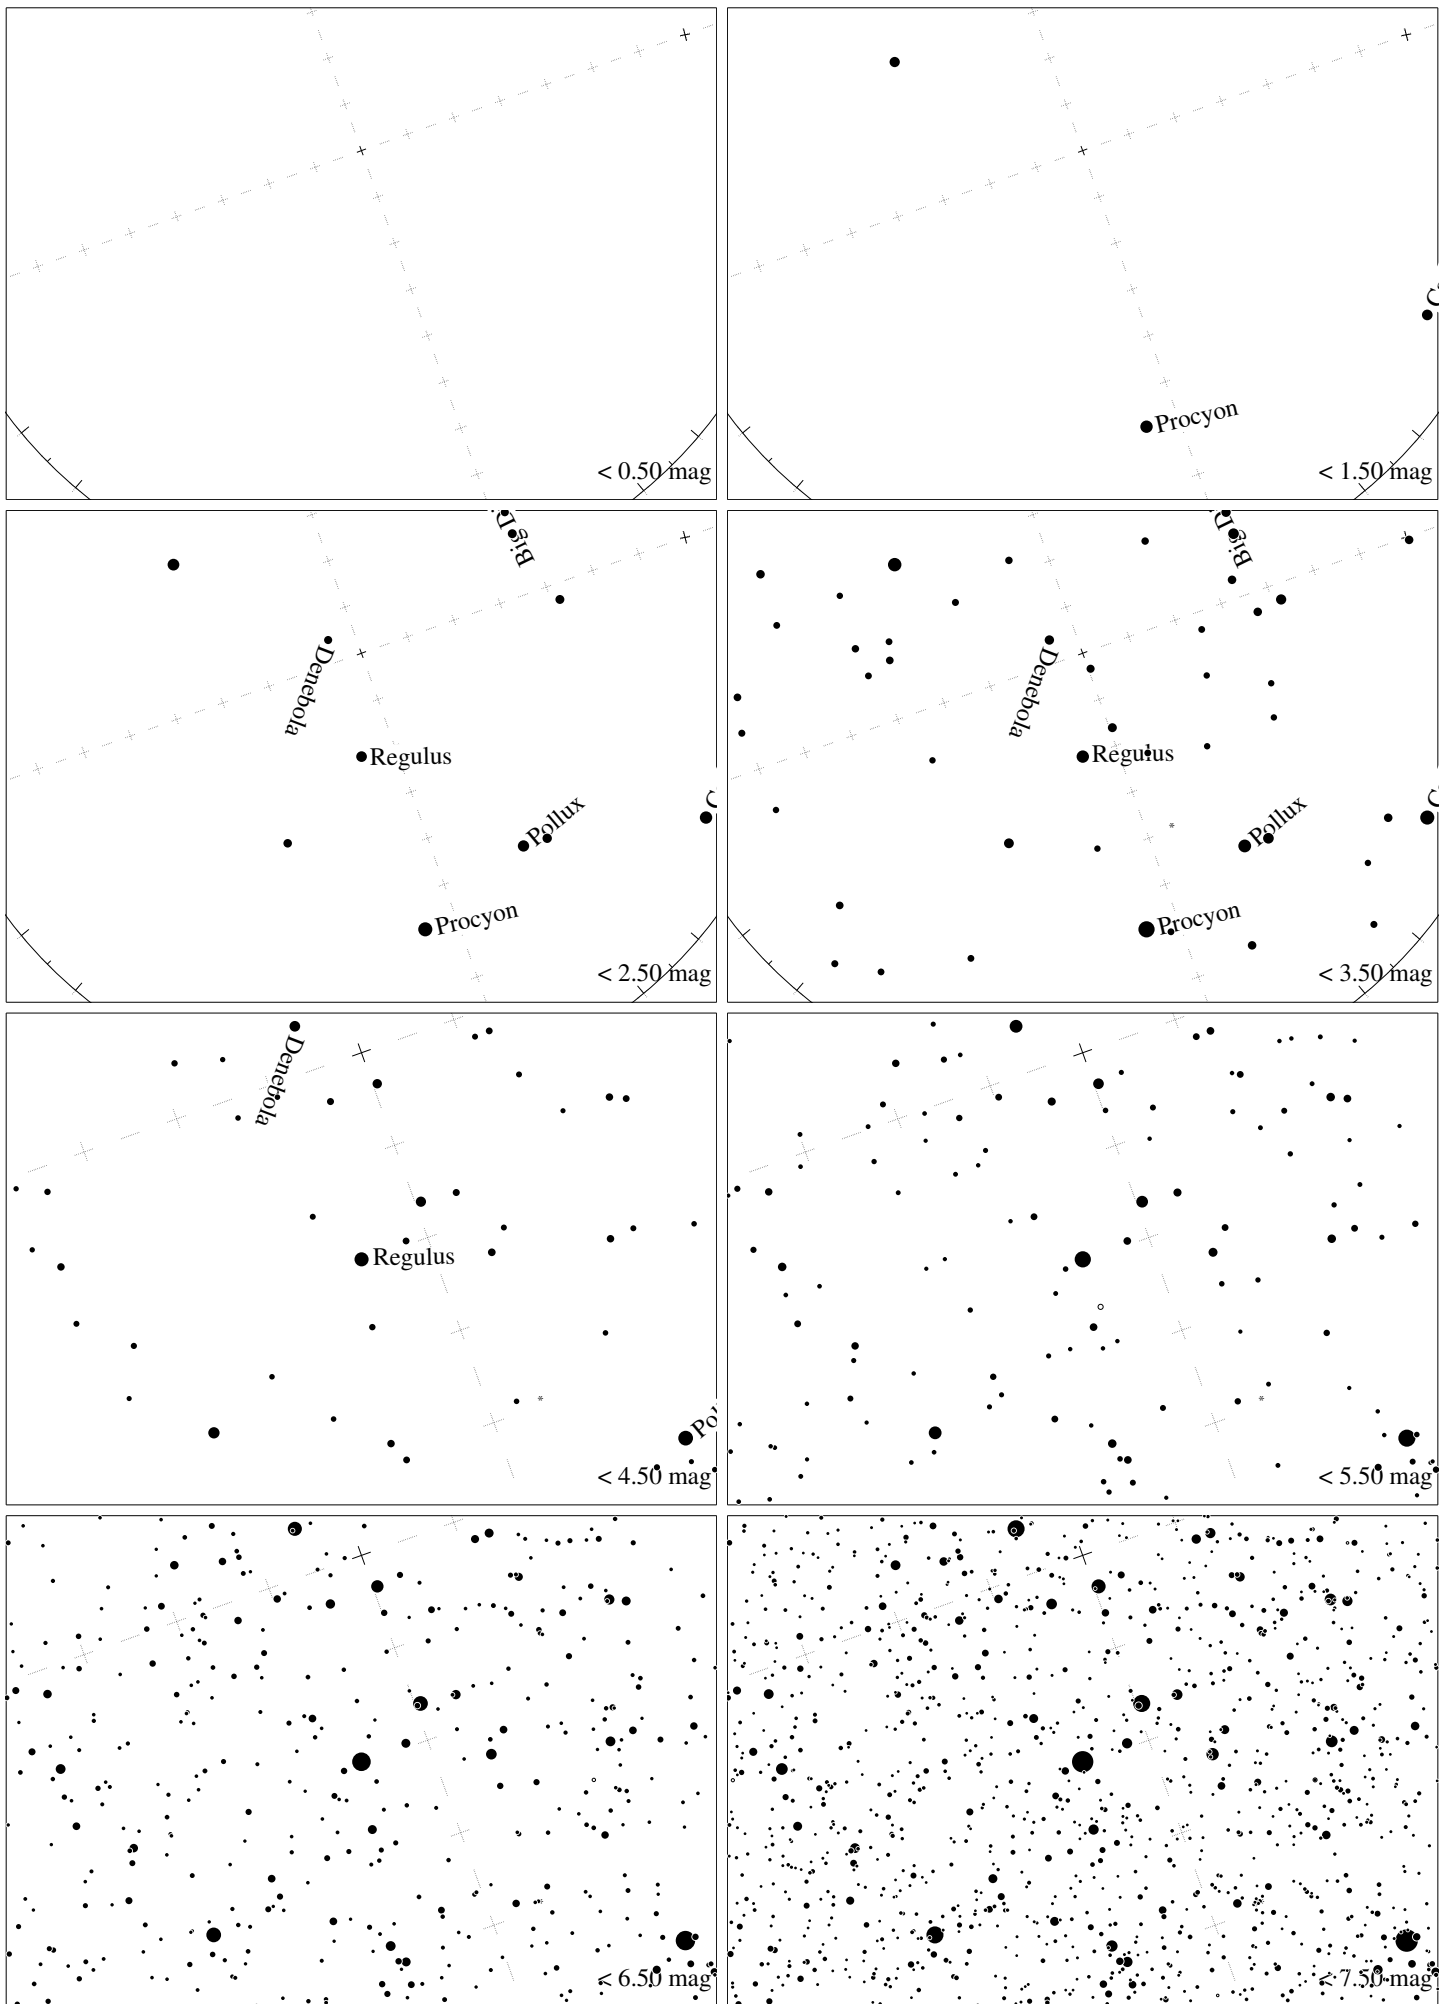 < 0.50 mag
Procyon
< 1.50 mag
Denebola
Regulus
Pollux
Procyon
< 2.50 mag
Denebola
Regulus
Pollux
Procyon
< 3.50 mag
Denebola
Regulus
Pol
< 4.50 mag
< 5.50 mag
< 6.50 mag
< 7.50 mag